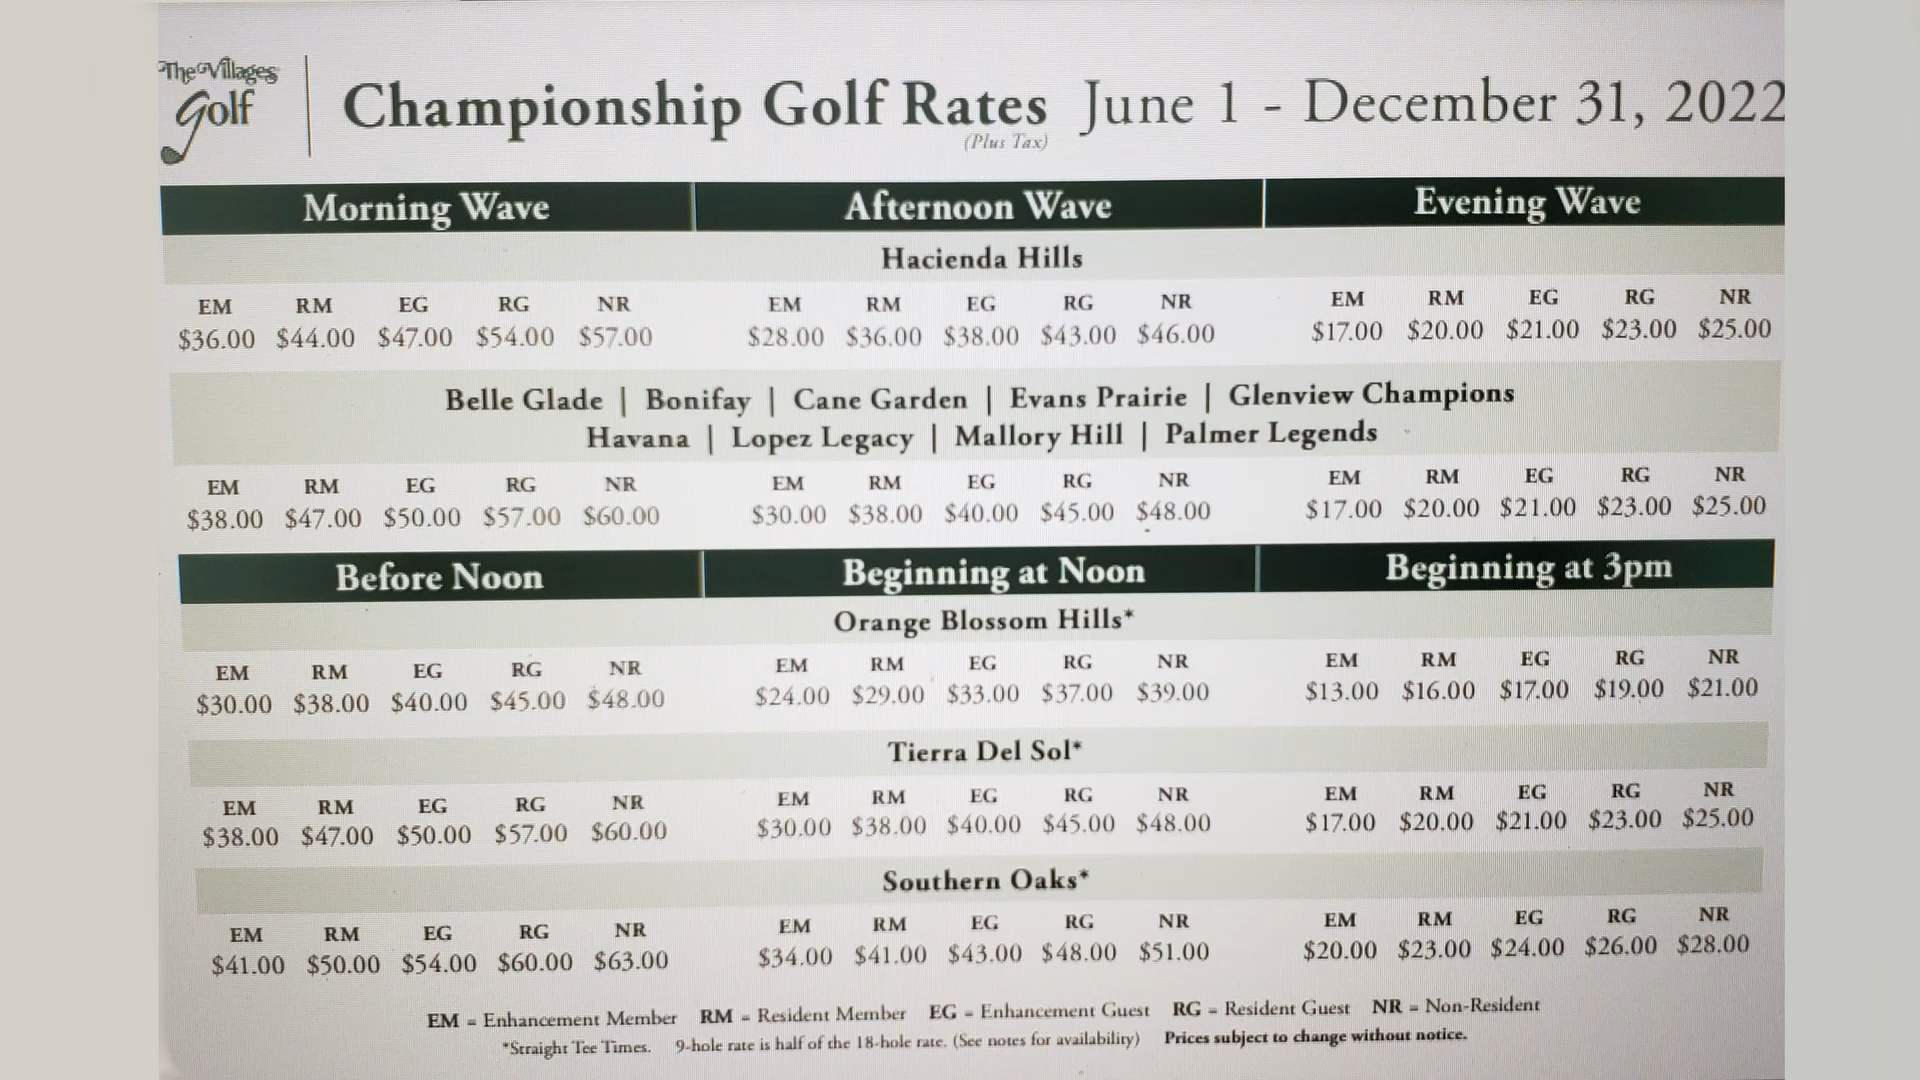 The Villages
Golf
Championship Golf Rates June 1 - December 31, 2022
(Plus Tax)
Morning Wave Afternoon Wave Evening Wave
Hacienda Hills
EM RM EG RG NR EM RM EG RG NR EM RM EG RG NR
$36.00 $44.00 $47.00 $54.00 $57.00 $28.00 $36.00 $38.00 $43.00 $46.00 $17.00 $20.00 $21.00 $23.00 $25.00
Belle Glade | Bonifay | Cane Garden | Evans Prairie | Glenview Champions
Havana | Lopez Legacy | Mallory Hill | Palmer Legends
EM RM EG RG NR EM RM EG RG NR EM RM EG RG NR
$38.00 $47.00 $50.00 $57.00 $60.00 $30.00 $38.00 $40.00 $45.00 $48.00 $17.00 $20.00 $21.00 $23.00 $25.00
Before Noon Beginning at Noon Beginning at 3pm
Orange Blossom Hills*
EM RM EG RG NR EM RM EG RG NR EM RM EG RG NR
$30.00 $38.00 $40.00 $45.00 $48.00 $24.00 $29.00 $33.00 $37.00 $39.00 $13.00 $16.00 $17.00 $19.00 $21.00
Tierra Del Sol*
EM RM EG RG NR EM RM EG RG NR EM RM EG RG NR
$38.00 $47.00 $50.00 $57.00 $60.00 $30.00 $38.00 $40.00 $45.00 $48.00 $17.00 $20.00 $21.00 $23.00 $25.00
Southern Oaks*
EM RM EG RG NR EM RM EG RG NR EM RM EG RG NR
$41.00 $50.00 $54.00 $60.00 $63.00 $34.00 $41.00 $43.00 $48.00 $51.00 $20.00 $23.00 $24.00 $26.00 $28.00
EM = Enhancement Member RM = Resident Member EG = Enhancement Guest RG = Resident Guest NR = Non-Resident
*Straight Tee Times. 9-hole rate is half of the 18-hole rate. (See notes for availability) Prices subject to change without notice.